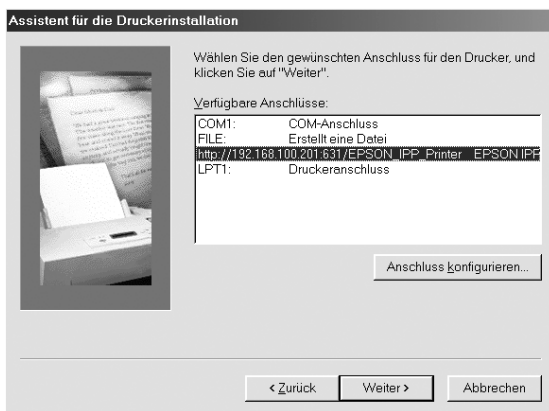 Assistent für die Druckerinstallation
Wählen Sie den gewünschten Anschluss für den Drucker, und
klicken Sie auf "Weiter".
Verfügbare Anschlüsse:
COM1: COM-Anschluss
FILE: Erstellt eine Datei
http://192.168.100.201:631/EPSON_IPP_Printer EPSON IPP
LPT1: Druckeranschluss
Anschluss konfigurieren...
< Zurück Weiter > Abbrechen